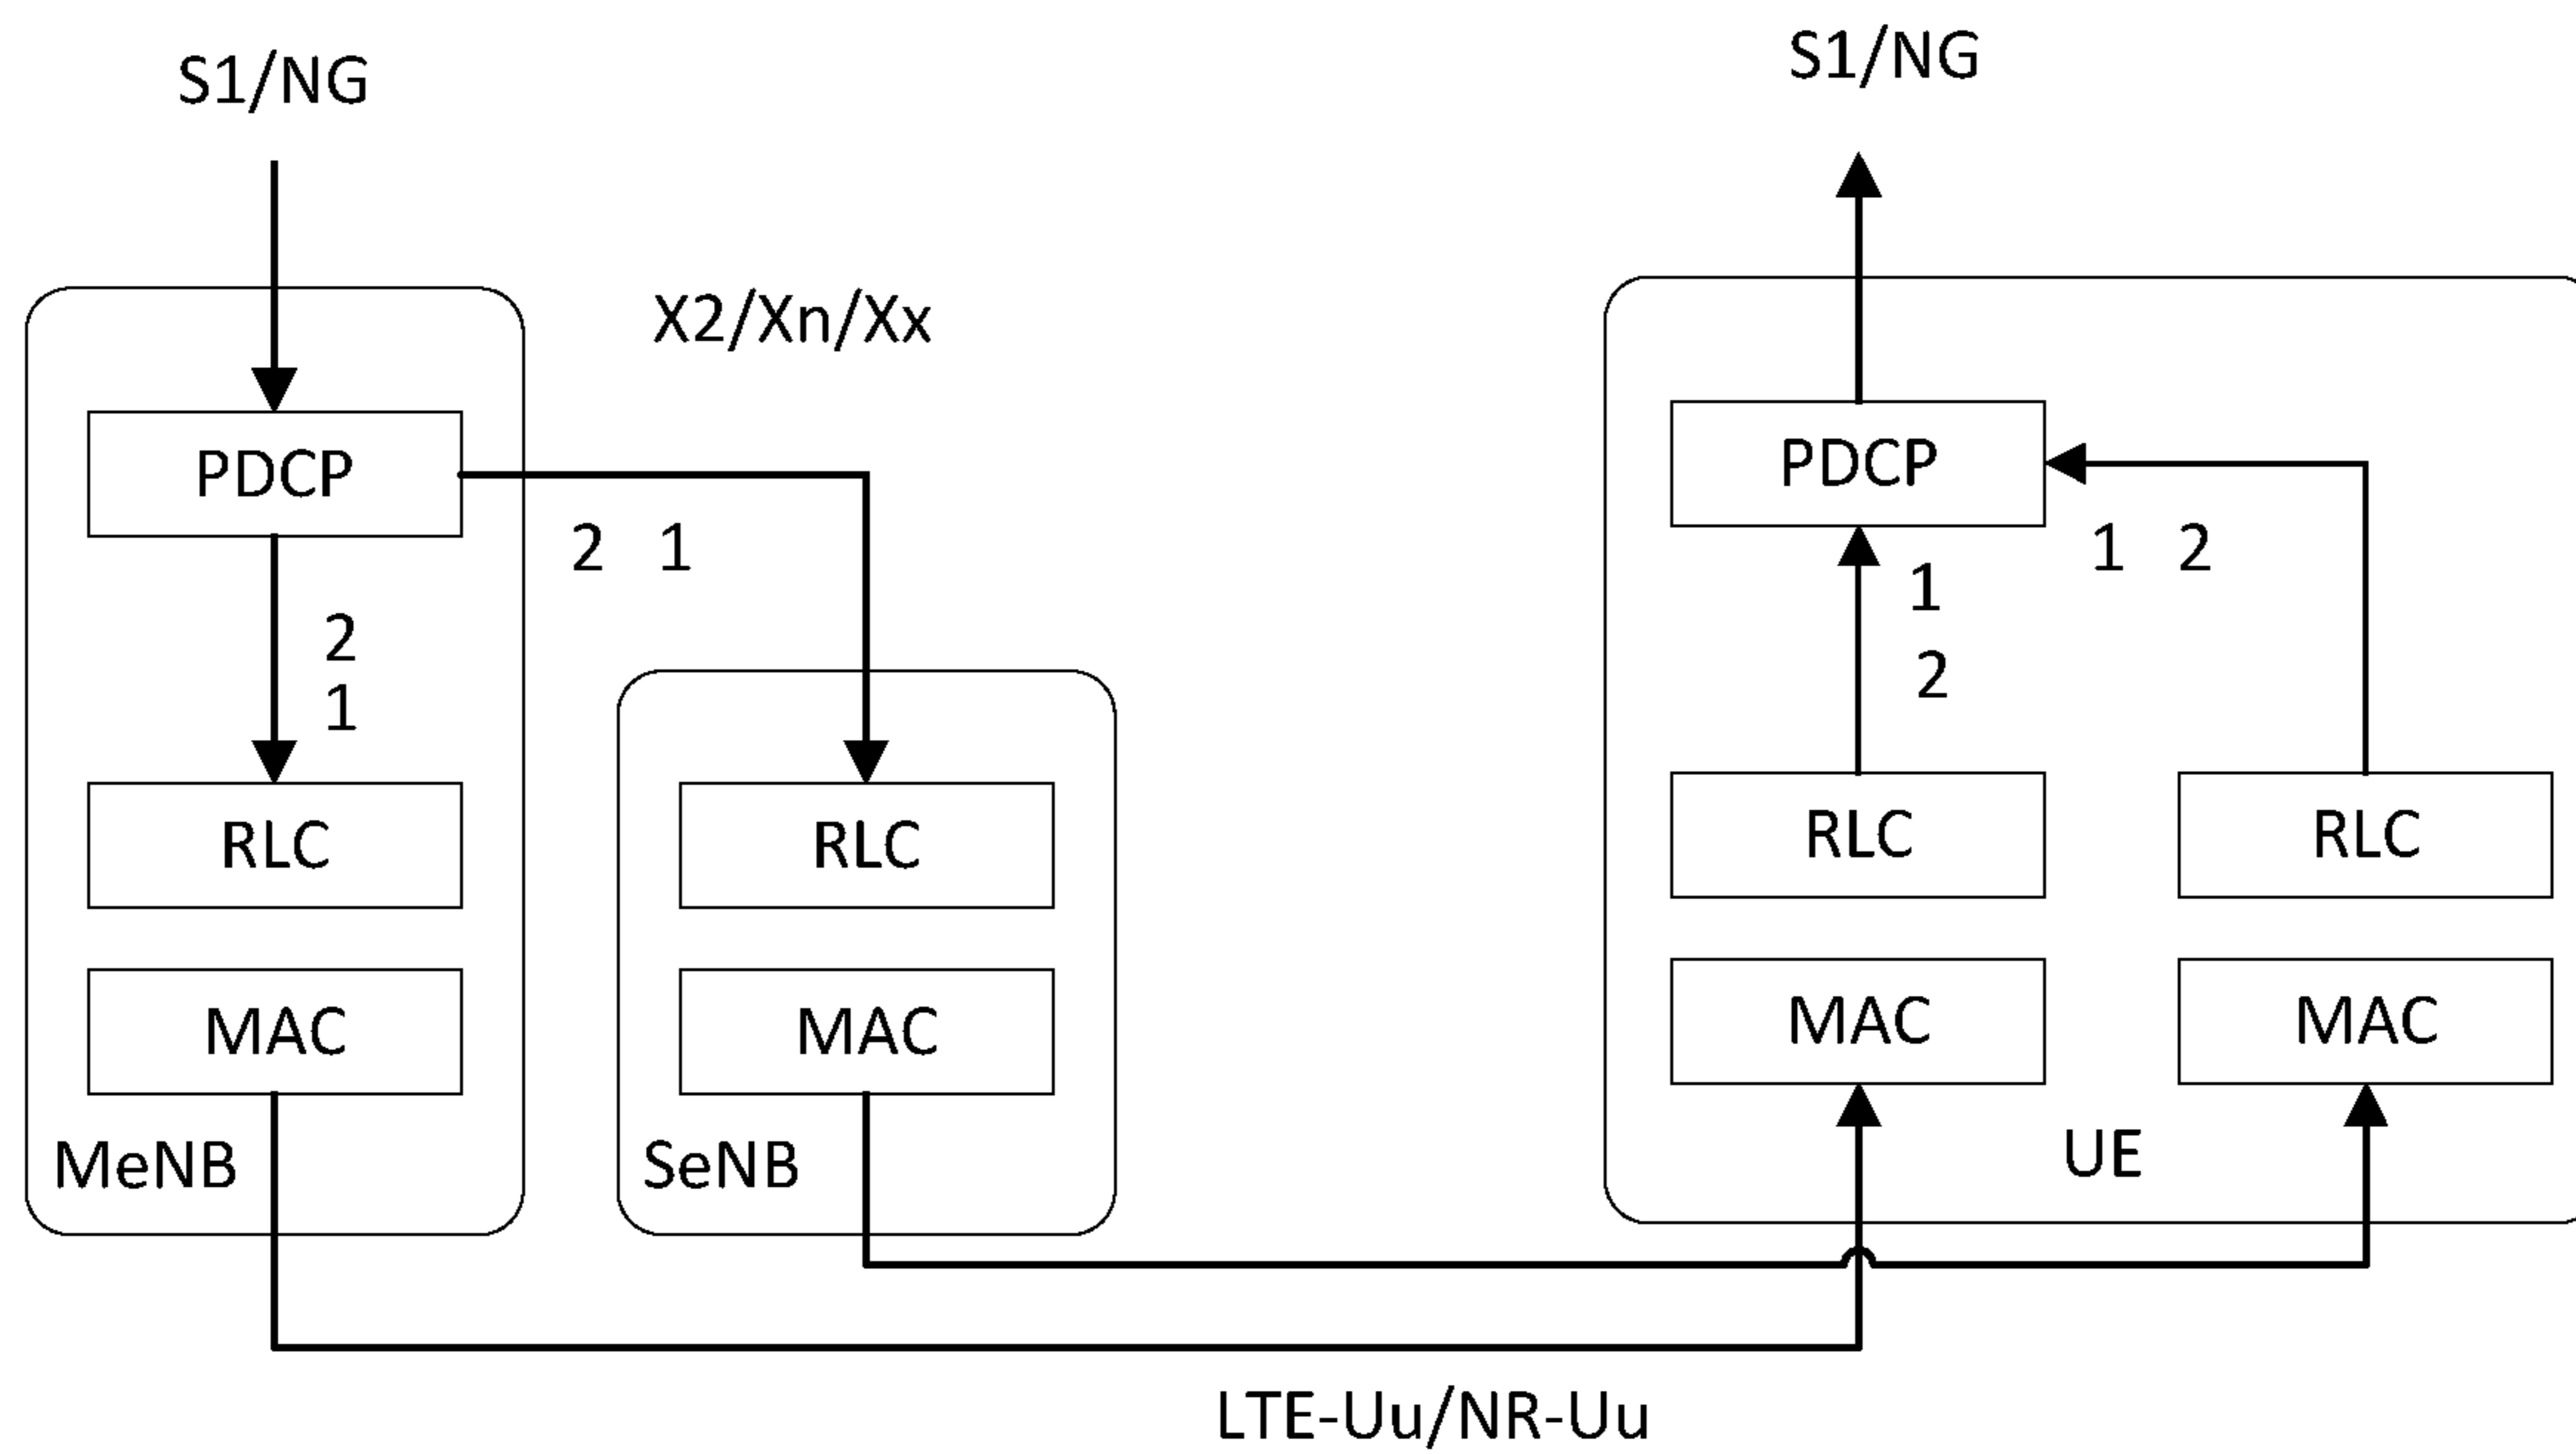 S1/NG
S1/NG
X2/Xn/Xx
PDCP
PDCP
2 1
1 2
2
1
1
2
RLC
RLC
RLC
RLC
MAC
MAC
MAC
MAC
MeNB
SeNB
UE
LTE-Uu/NR-Uu